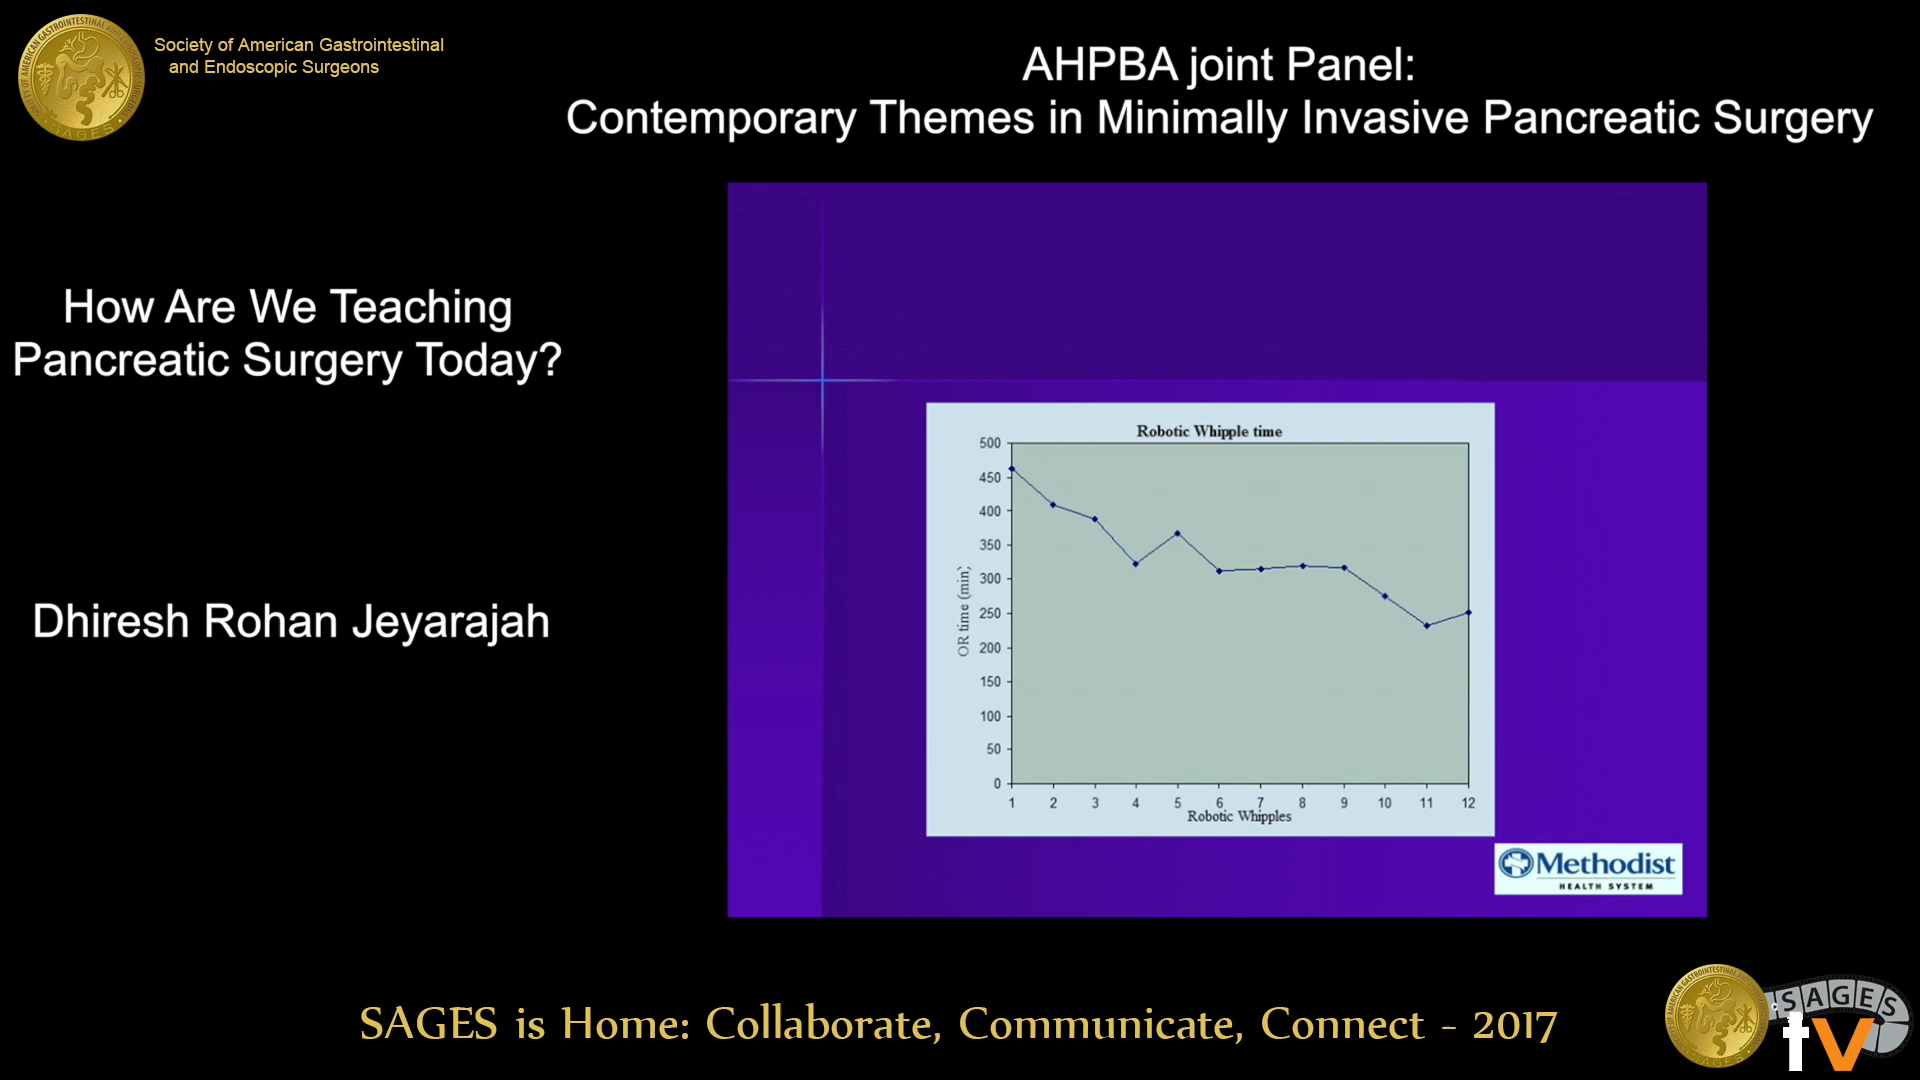 Society of American Gastrointestinal
and Endoscopic Surgeons
AHPBA joint Panel:
Contemporary Themes in Minimally Invasive Pancreatic Surgery
How Are We Teaching
Pancreatic Surgery Today?
Dhiresh Rohan Jeyarajah
Robotic Whipple time
500
450
400
350
300
250
200
150
100
50
0
OR time (min)
1 2 3 4 5 6 7 8 9 10 11 12
Robotic Whipples
Methodist
HEALTH SYSTEM
SAGES is Home: Collaborate, Communicate, Connect - 2017
SAGES
tv
SAGES